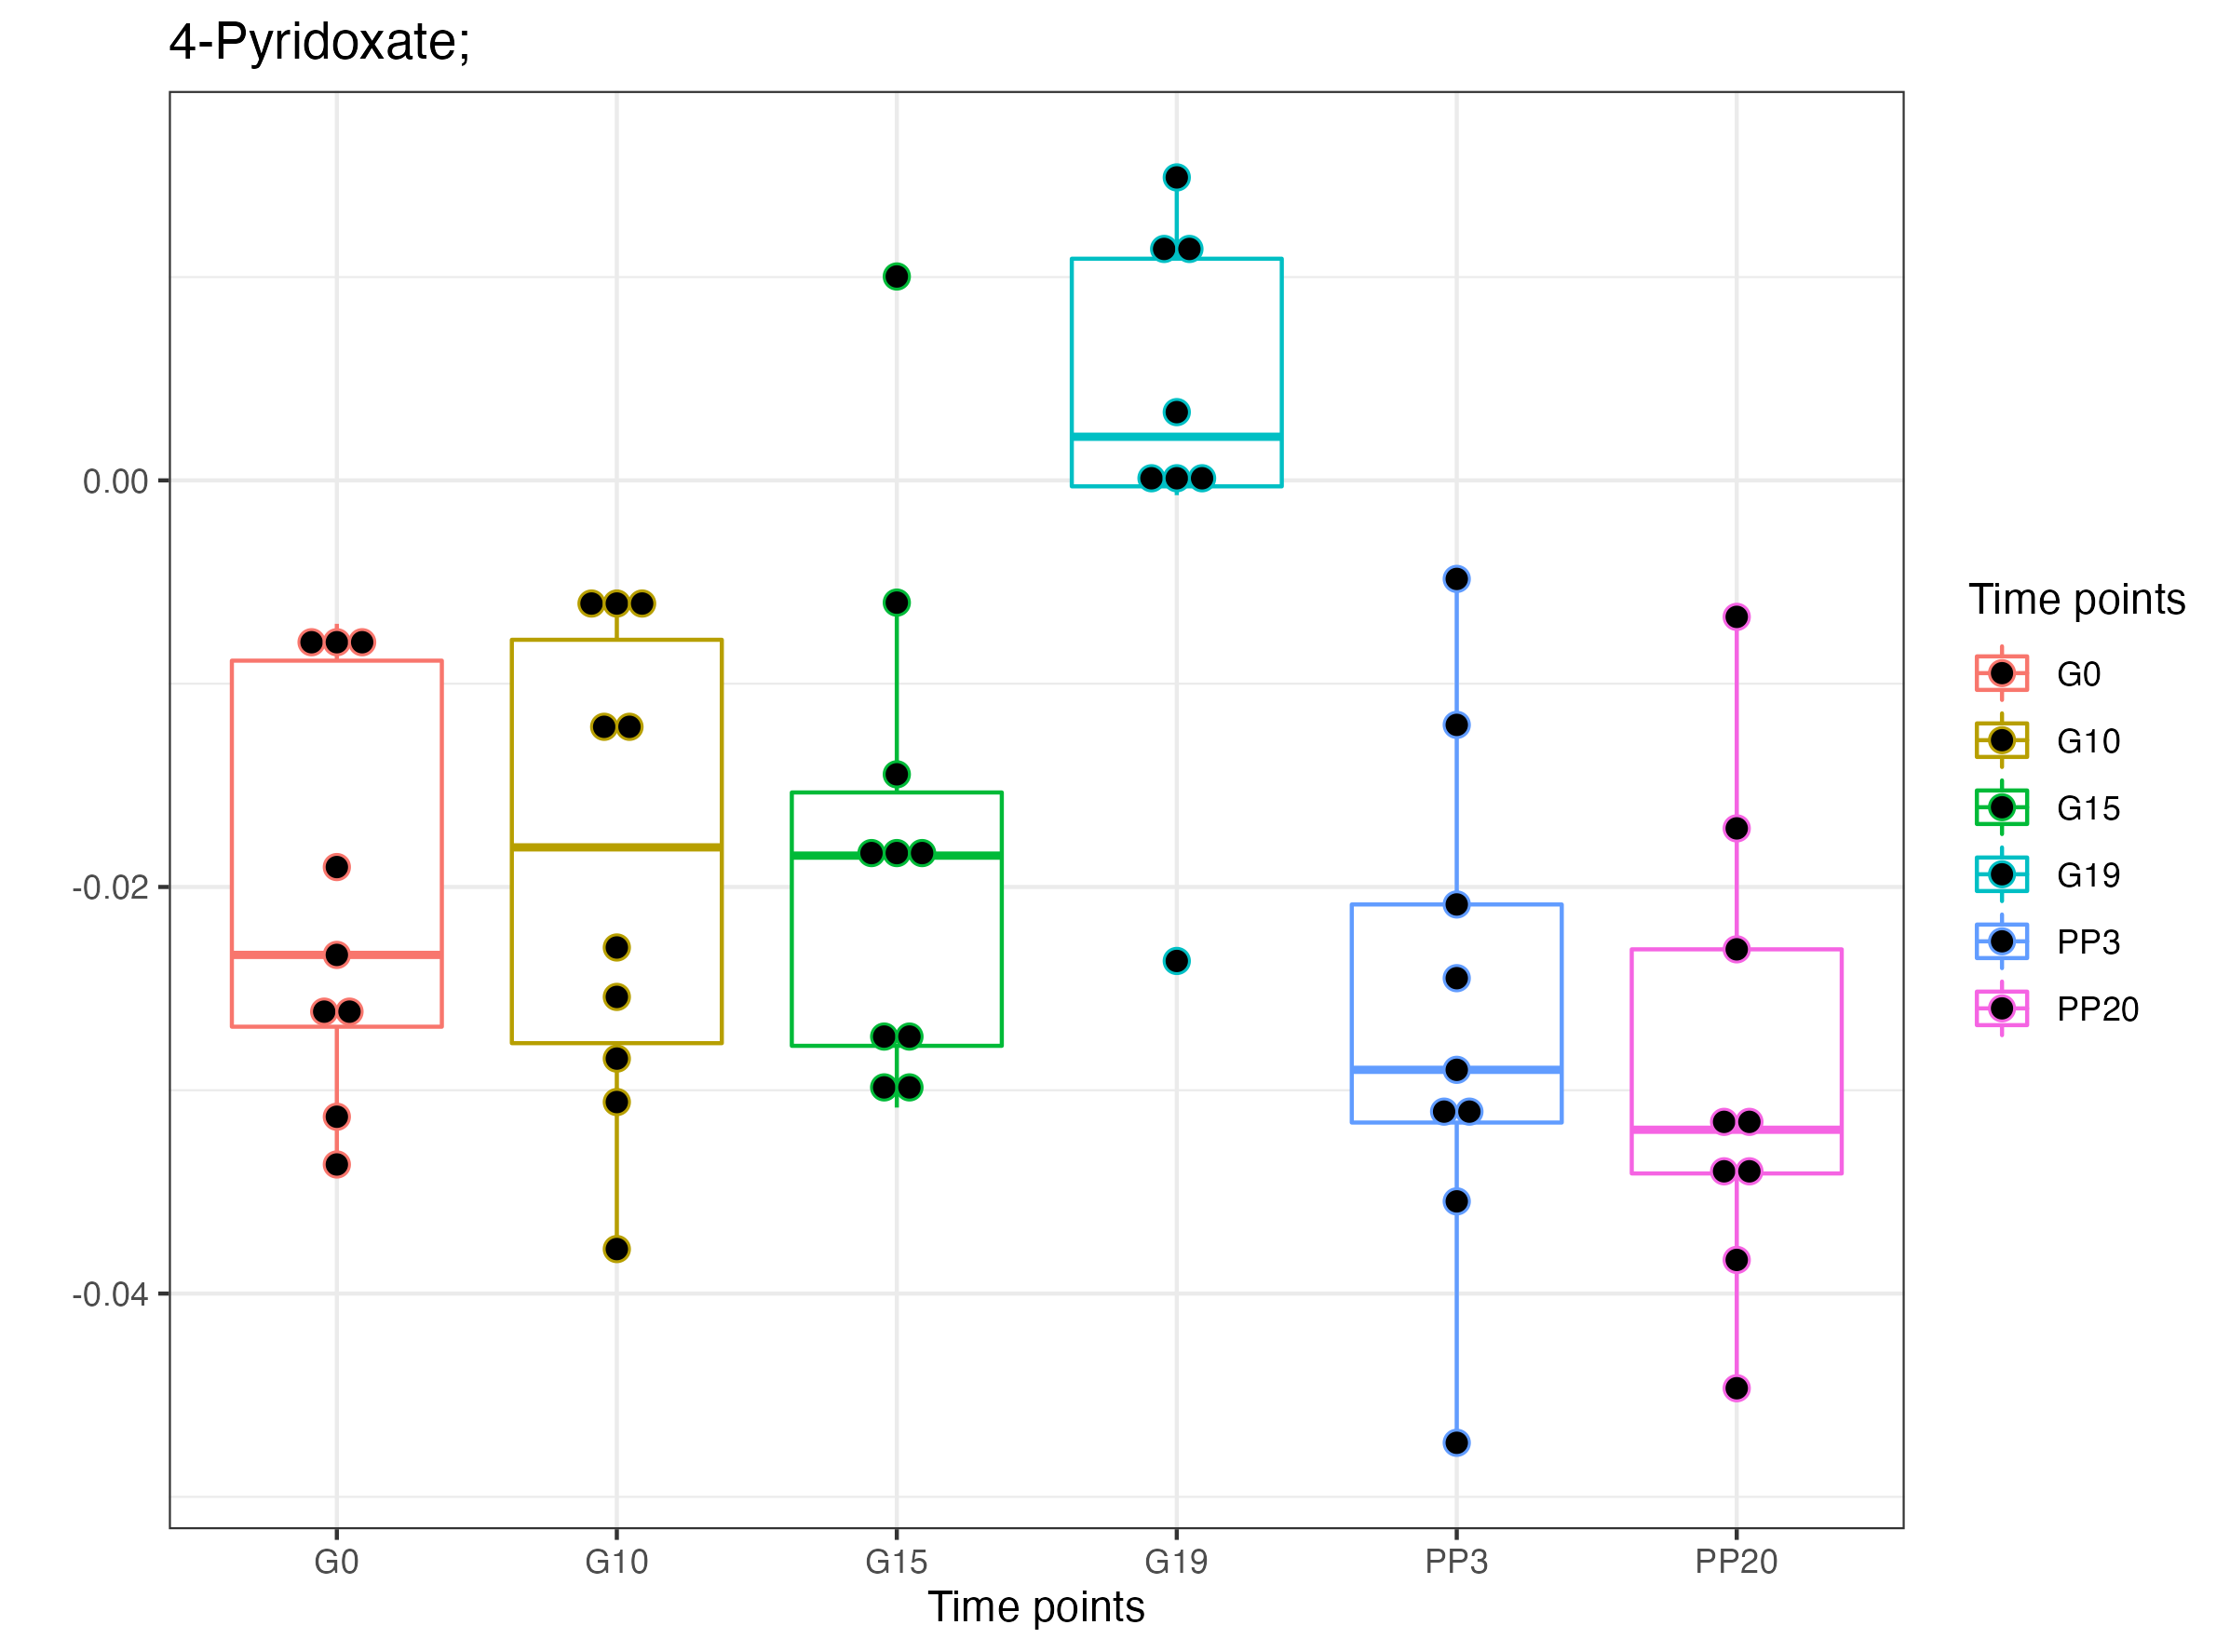 4-Pyridoxate;
0.00
-0.02
-0.04
G0 G10 G15 G19 PP3 PP20
Time points
Time points
G0
G10
G15
G19
PP3
PP20